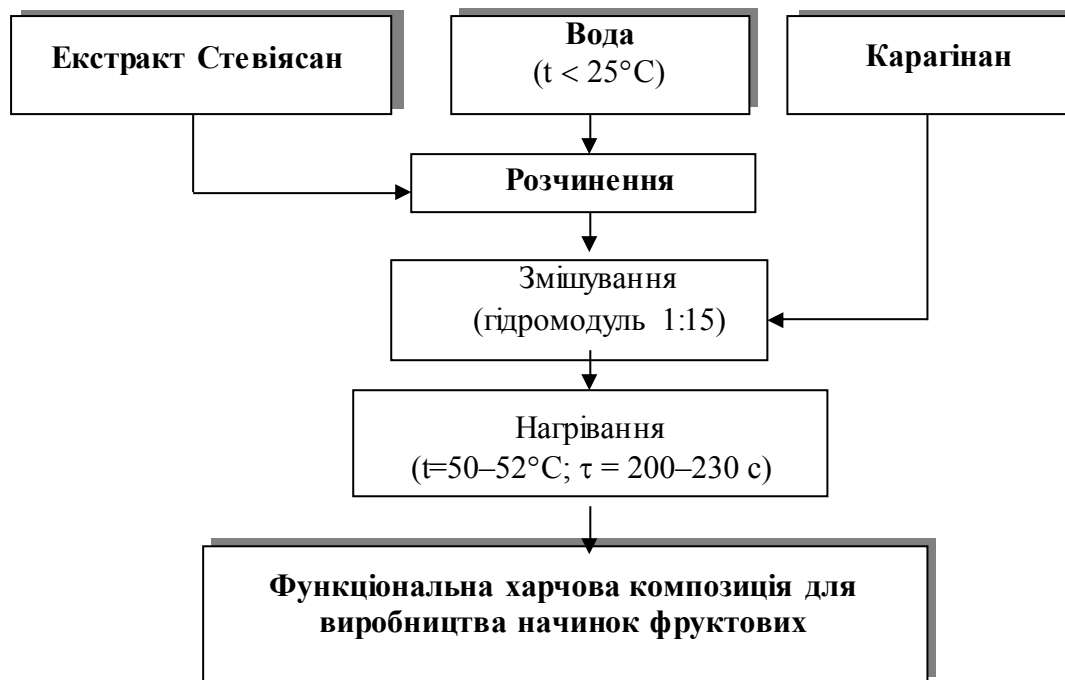 Екстракт Стевіясан
Вода
(t < 25°C)
Карагінан
Розчинення
Змішування
(гідромодуль 1:15)
Нагрівання
(t=50–52°C; τ = 200–230 с)
Функціональна харчова композиція для
виробництва начинок фруктових